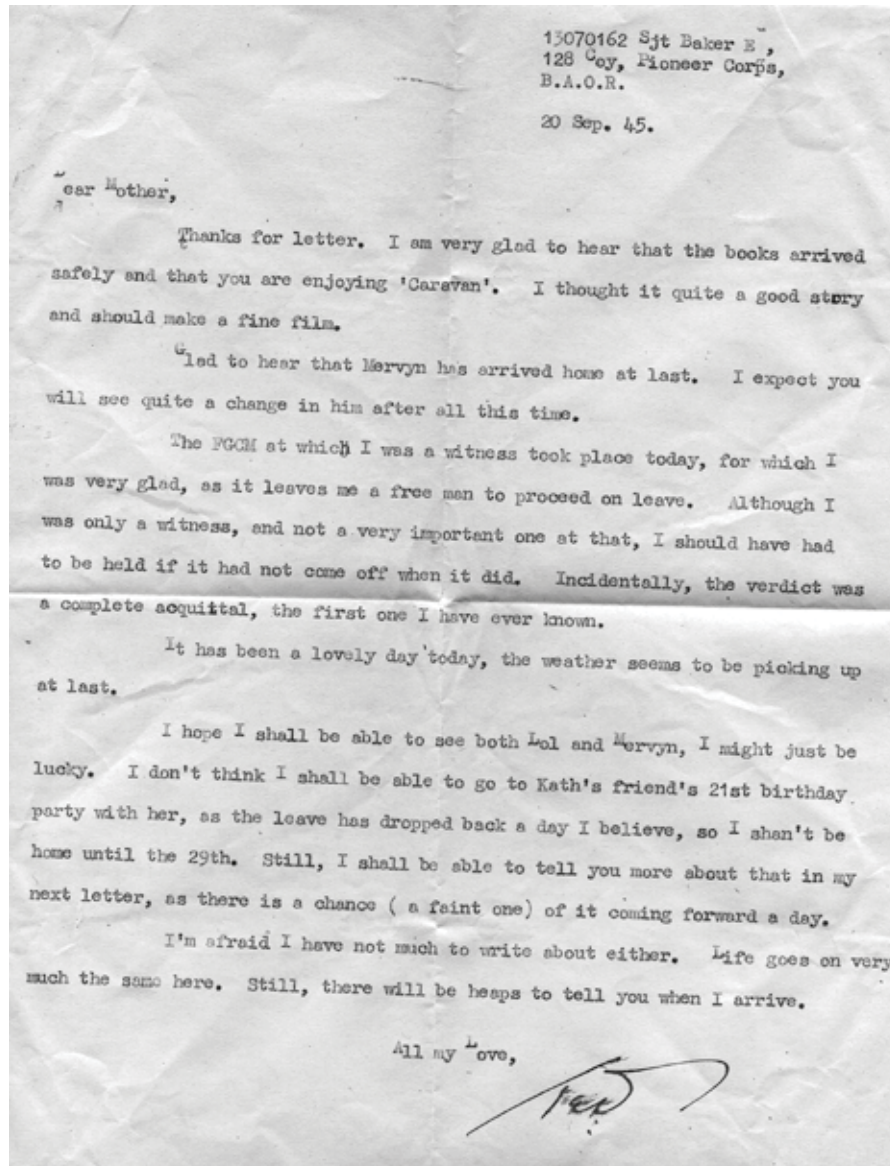 13070162 Sjt Baker E ,
128 Coy, Pioneer Corps,
B.A.O.R.
20 Sep. 45.
Dear Mother,
Thanks for letter. I am very glad to hear that the books arrived
safely and that you are enjoying 'Caravan'. I thought it quite a good story
and should make a fine film.
Glad to hear that Mervyn has arrived home at last. I expect you
will see quite a change in him after all this time.
The FGCM at which I was a witness took place today, for which I
was very glad, as it leaves me a free man to proceed on leave. Although I
was only a witness, and not a very important one at that, I should have had
to be held if it had not come off when it did. Incidentally, the verdict was
a complete acquittal, the first one I have ever known.
It has been a lovely day today, the weather seems to be picking up
at last.
I hope I shall be able to see both Lol and Mervyn, I might just be
lucky. I don't think I shall be able to go to Kath's friend's 21st birthday
party with her, as the leave has dropped back a day I believe, so I shan't be
home until the 29th. Still, I shall be able to tell you more about that in my
next letter, as there is a chance ( a faint one) of it coming forward a day.
I'm afraid I have not much to write about either. Life goes on very
much the same here. Still, there will be heaps to tell you when I arrive.
All my Love,